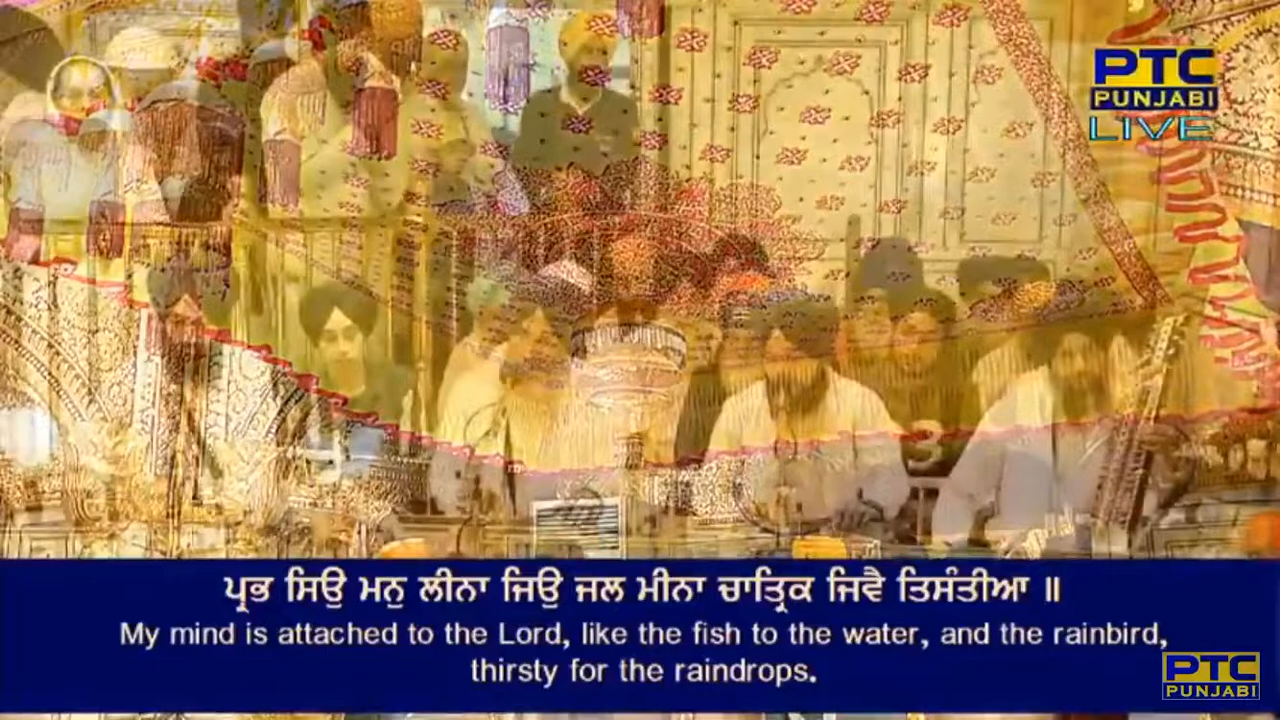 PTC
PUNJABI
LIVE
ਪ੍ਰਭ ਸਿਉ ਮਨੁ ਲੀਨਾ ਜਿਉ ਜਲ ਮੀਨਾ ਚਾਤ੍ਰਿਕ ਜਿਵੈ ਤਿਸੰਤੀਆ ॥
My mind is attached to the Lord, like the fish to the water, and the rainbird,
thirsty for the raindrops.
PTC
PUNJABI